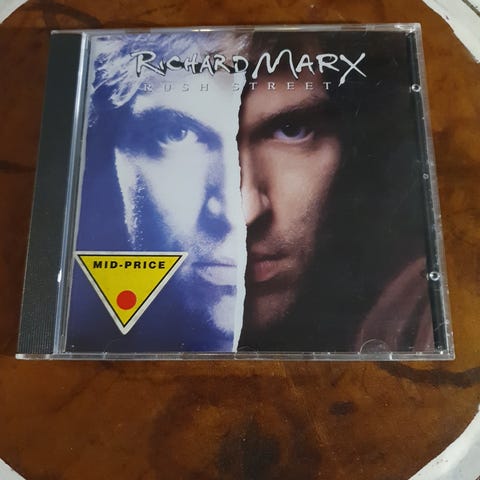 RICHARD MARX
RUSH STREET
MID-PRICE